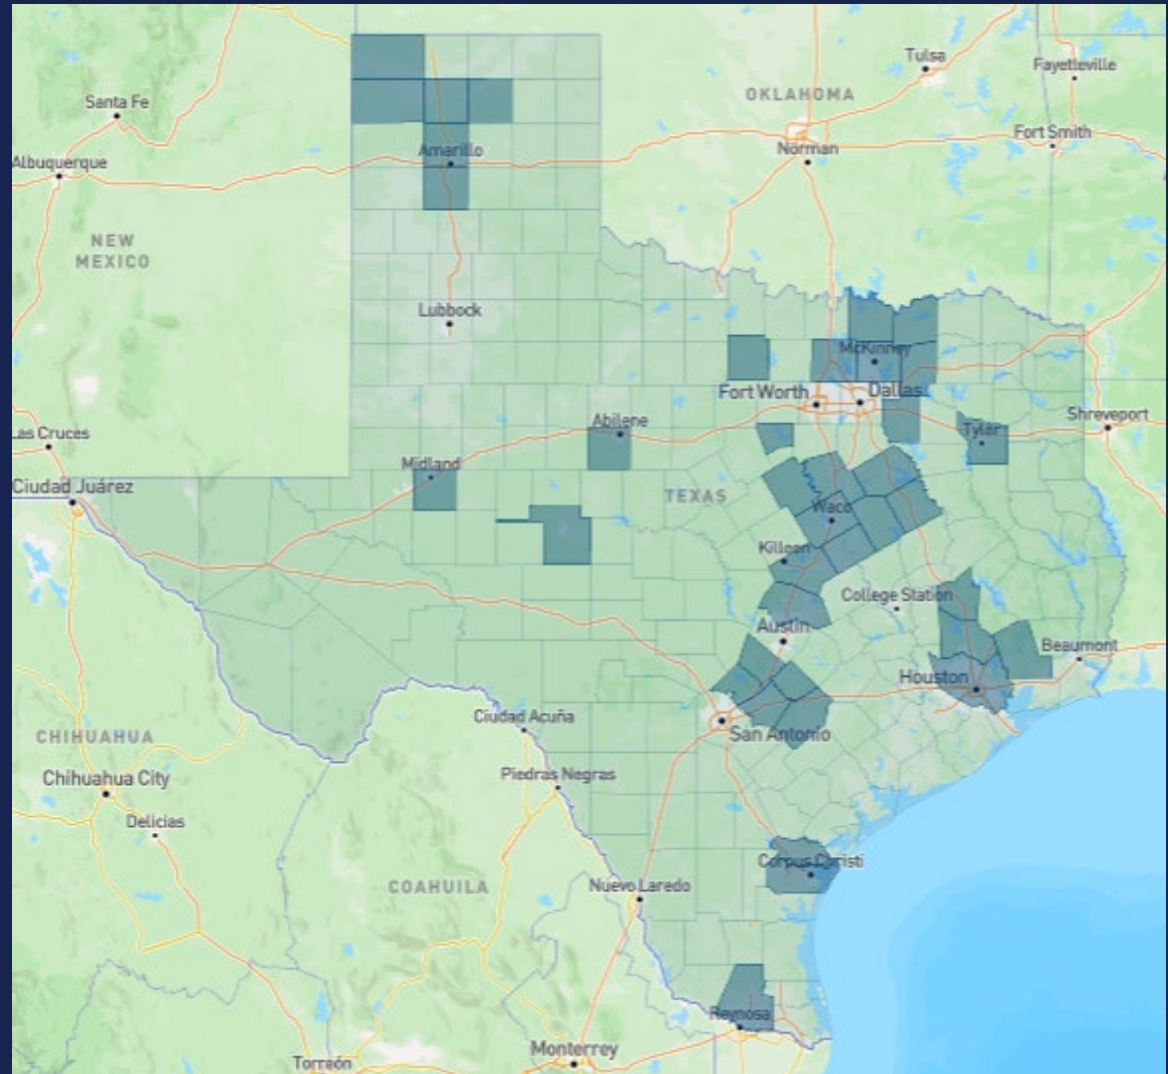 Tulsa
Fayetteville
OKLAHOMA
Santa Fe
Fort Smith
Amarillo
Norman
Albuquerque
NEW
MEXICO
Lubbock
McKinney
Fort Worth
Dallas
Shreveport
Abilene
Las Cruces
Tyler
Midland
Ciudad Juárez
TEXAS
Waco
Killeen
College Station
Austin
Beaumont
Houston
Ciudad Acuña
CHIHUAHUA
San Antonio
Chihuahua City
Piedras Negras
Delicias
Corpus Christi
COAHUILA
Nuevo Laredo
Reynosa
Monterrey
Torreón